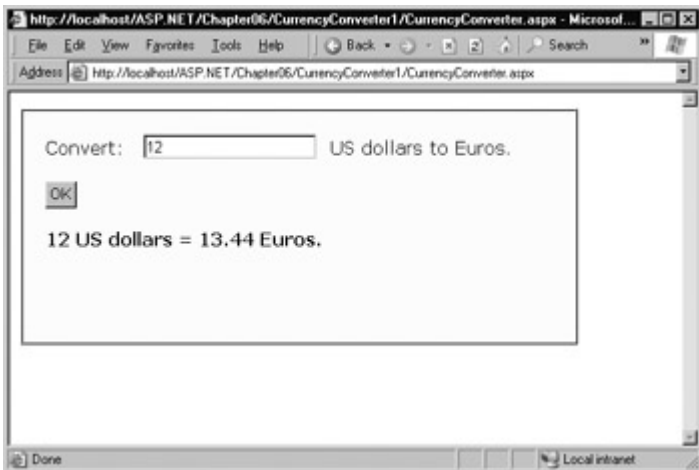 http://localhost/ASP.NET/Chapter06/CurrencyConverter1/CurrencyConverter.aspx - Microsof...
File Edit View Favorites Tools Help Back Search »
Address http://localhost/ASP.NET/Chapter06/CurrencyConverter1/CurrencyConverter.aspx
Convert: 12 US dollars to Euros.
OK
12 US dollars = 13.44 Euros.
Done Local intranet